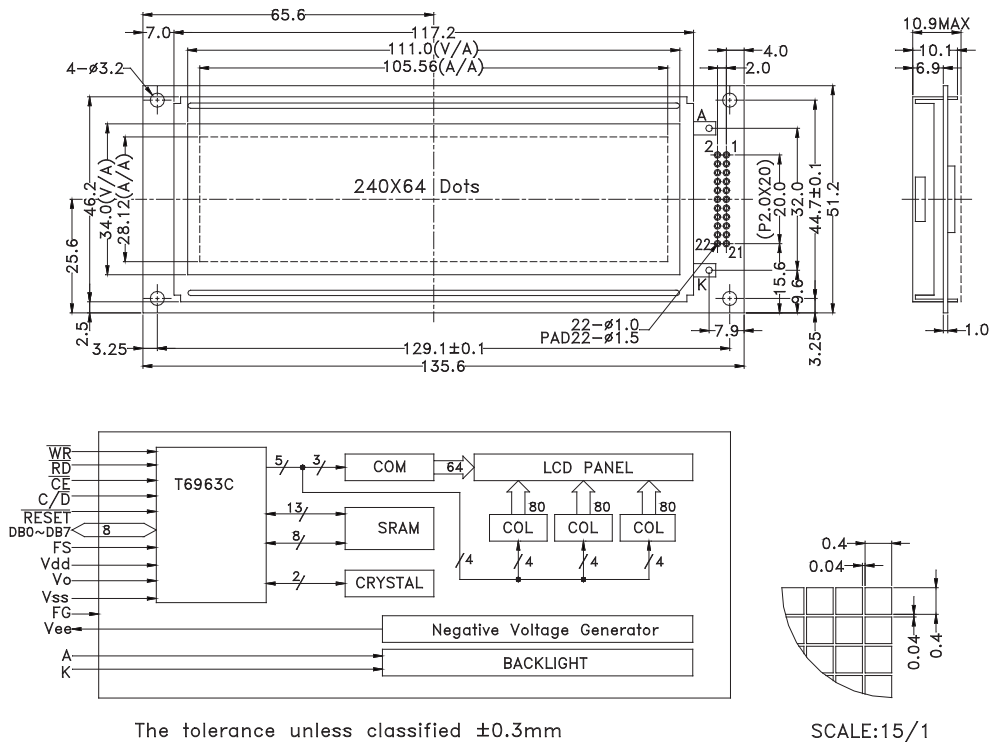 65.6
7.0
117.2
111.0(V/A)
105.56(A/A)
4.0
2.0
10.9MAX
10.1
6.9
4-ø3.2
A
2 1
240X64 Dots
46.2
34.0(V/A)
28.12(A/A)
25.6
2.5
(P2.0X20)
20.0
32.0
44.7±0.1
51.2
22 21
K
15.6
9.6
22-ø1.0
PAD22-ø1.5
7.9
3.25
1.0
3.25
129.1±0.1
135.6
W̅R̅
R̅D̅
C̅E̅
C/D̅
R̅E̅S̅E̅T̅
DB0~DB7
8
FS
Vdd
Vo
Vss
FG
Vee
A
K
T6963C
5
3
COM
64
LCD PANEL
80
80
80
COL
COL
COL
13
8
SRAM
4
4
4
4
2
CRYSTAL
Negative Voltage Generator
BACKLIGHT
0.4
0.04
0.04
0.4
The tolerance unless classified ±0.3mm
SCALE:15/1